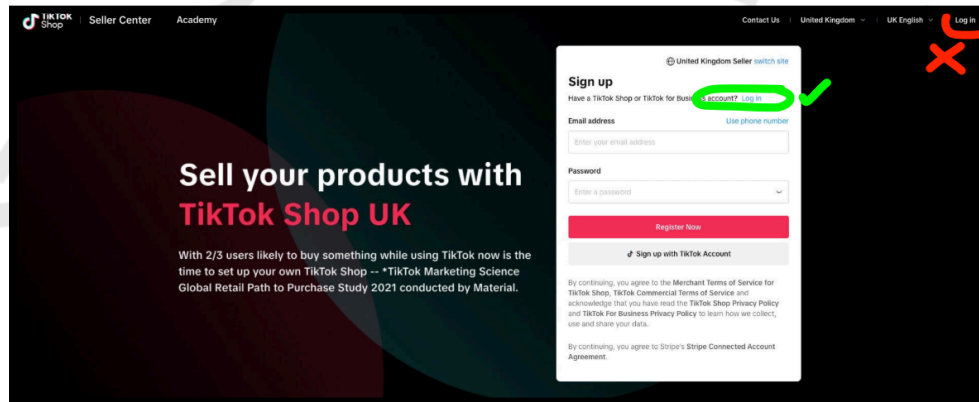 TikTok
Shop
Seller Center
Academy
Contact Us
United Kingdom
UK English
Log in
United Kingdom Seller switch site
Sign up
Have a TikTok Shop or TikTok for Business account? Log in
Email address
Use phone number
Enter your email address
Password
Enter a password
Register Now
Sign up with TikTok Account
By continuing, you agree to the Merchant Terms of Service for
TikTok Shop, TikTok Commercial Terms of Service and
acknowledge that you have read the TikTok Shop Privacy Policy
and TikTok For Business Privacy Policy to learn how we collect,
use and share your data.
By continuing, you agree to Stripe's Stripe Connected Account
Agreement.
Sell your products with
TikTok Shop UK
With 2/3 users likely to buy something while using TikTok now is the
time to set up your own TikTok Shop -- *TikTok Marketing Science
Global Retail Path to Purchase Study 2021 conducted by Material.